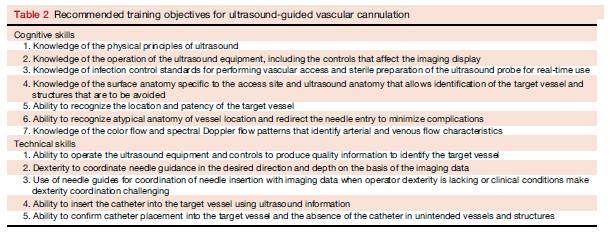 Table 2 Recommended training objectives for ultrasound-guided vascular cannulation
Cognitive skills
1. Knowledge of the physical principles of ultrasound
2. Knowledge of the operation of the ultrasound equipment, including the controls that affect the imaging display
3. Knowledge of infection control standards for performing vascular access and sterile preparation of the ultrasound probe for real-time use
4. Knowledge of the surface anatomy specific to the access site and ultrasound anatomy that allows identification of the target vessel and
structures that are to be avoided
5. Ability to recognize the location and patency of the target vessel
6. Ability to recognize atypical anatomy of vessel location and redirect the needle entry to minimize complications
7. Knowledge of the color flow and spectral Doppler flow patterns that identify arterial and venous flow characteristics
Technical skills
1. Ability to operate the ultrasound equipment and controls to produce quality information to identify the target vessel
2. Dexterity to coordinate needle guidance in the desired direction and depth on the basis of the imaging data
3. Use of needle guides for coordination of needle insertion with imaging data when operator dexterity is lacking or clinical conditions make
dexterity coordination challenging
4. Ability to insert the catheter into the target vessel using ultrasound information
5. Ability to confirm catheter placement into the target vessel and the absence of the catheter in unintended vessels and structures